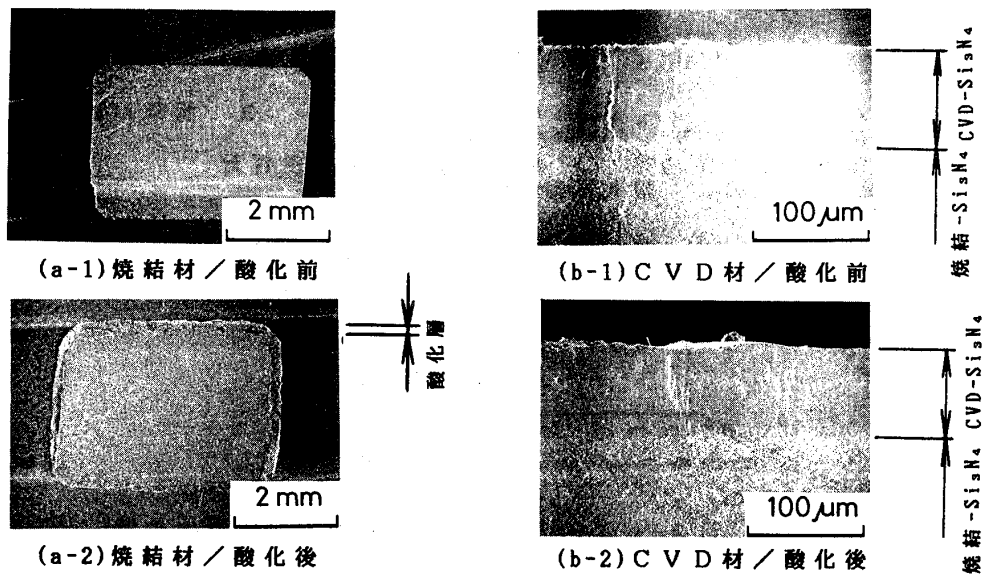 2 mm
(a-1)焼結材/酸化前
100μm
(b-1)CVD材/酸化前
CVD-Si₃N₄
焼結-Si₃N₄
酸化層
2 mm
(a-2)焼結材/酸化後
100μm
(b-2)CVD材/酸化後
CVD-Si₃N₄
焼結-Si₃N₄